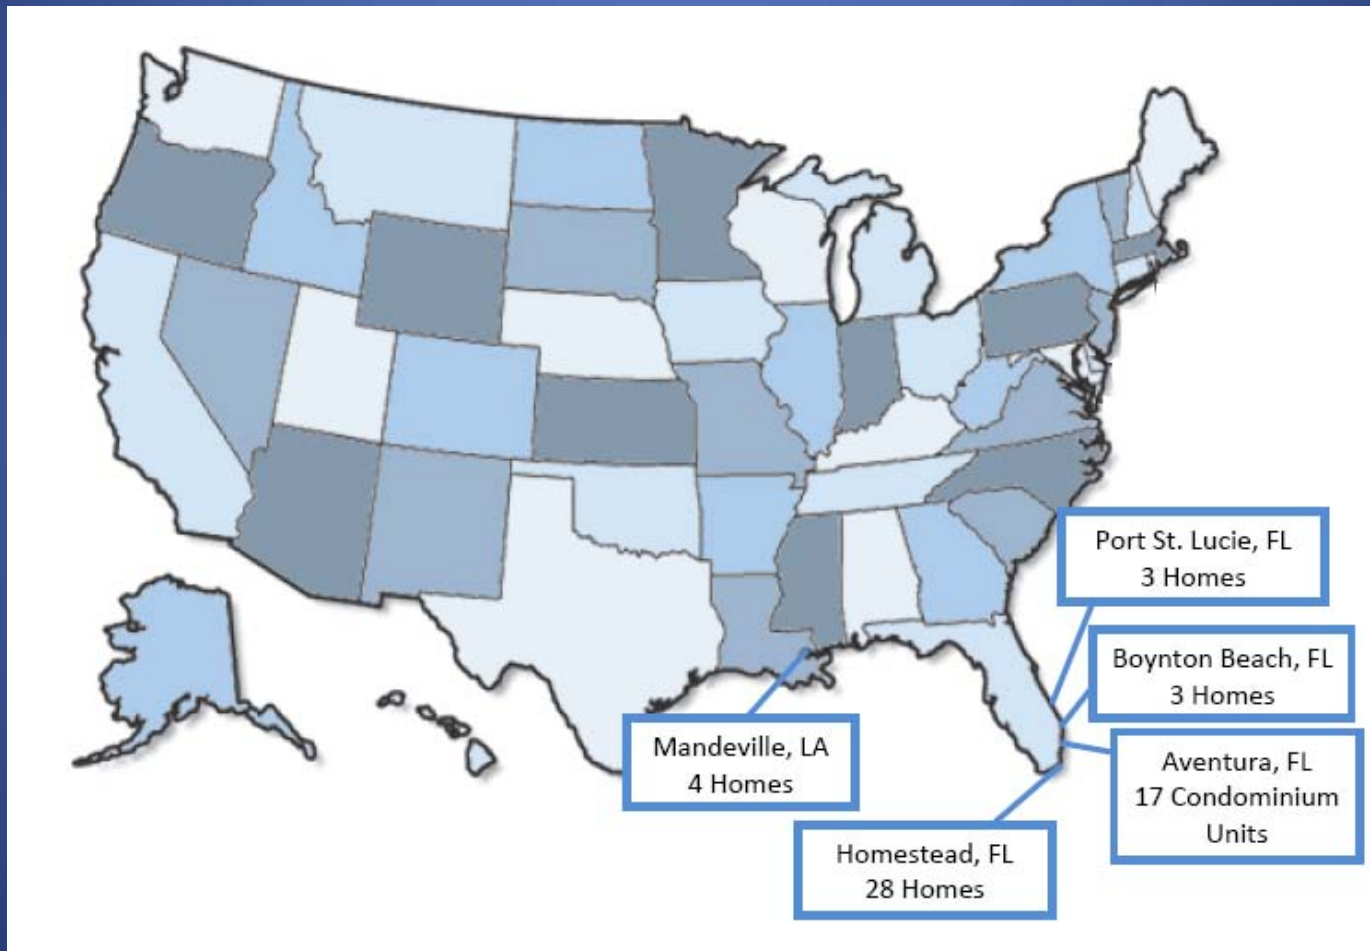 Port St. Lucie, FL
3 Homes
Boynton Beach, FL
3 Homes
Mandeville, LA
4 Homes
Aventura, FL
17 Condominium
Units
Homestead, FL
28 Homes